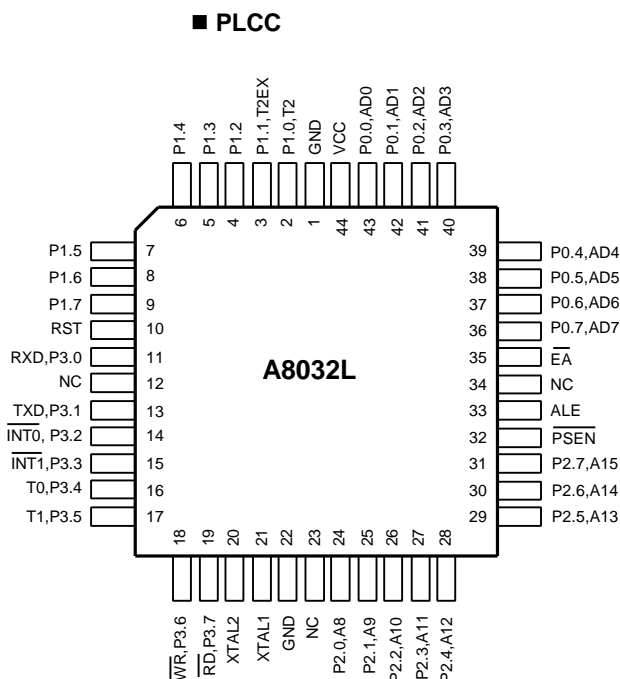 ■ PLCC
P1.4
P1.3
P1.2
P1.1,T2EX
P1.0,T2
GND
VCC
P0.0,AD0
P0.1,AD1
P0.2,AD2
P0.3,AD3
6 5 4 3 2 1 44 43 42 41 40
P1.5 7
P1.6 8
P1.7 9
RST 10
RXD,P3.0 11
NC 12
TXD,P3.1 13
I̅N̅T̅0̅, P3.2 14
I̅N̅T̅1̅,P3.3 15
T0,P3.4 16
T1,P3.5 17
A8032L
39 P0.4,AD4
38 P0.5,AD5
37 P0.6,AD6
36 P0.7,AD7
35 E̅A̅
34 NC
33 ALE
32 P̅S̅E̅N̅
31 P2.7,A15
30 P2.6,A14
29 P2.5,A13
18 19 20 21 22 23 24 25 26 27 28
W̅R̅,P3.6
R̅D̅,P3.7
XTAL2
XTAL1
GND
NC
P2.0,A8
P2.1,A9
P2.2,A10
P2.3,A11
P2.4,A12